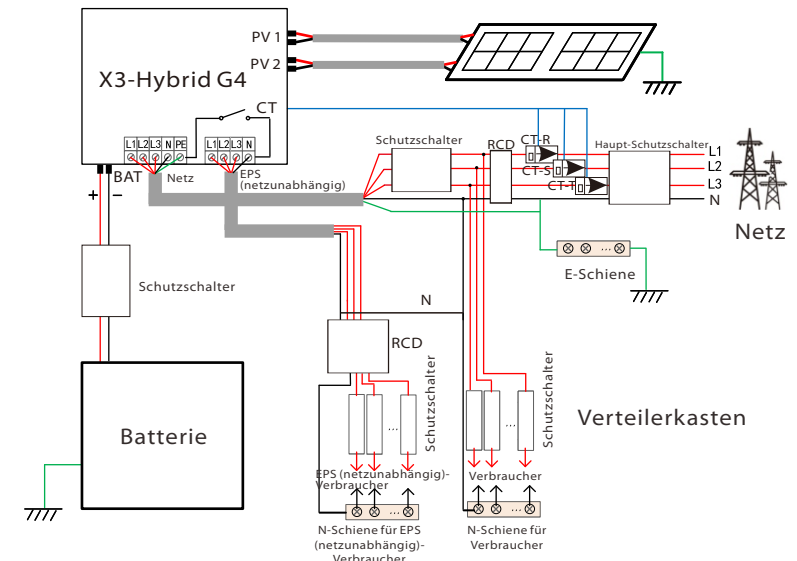 PV 1
PV 2
X3-Hybrid G4
CT
L1 L2 L3 N PE
L1 L2 L3 N
BAT
Netz
EPS
(netzunabhängig)
+
−
Schutzschalter
Batterie
Schutzschalter
RCD
CT-R
CT-S
CT-T
Haupt-Schutzschalter
L1
L2
L3
N
Netz
E-Schiene
...
N
RCD
Schutzschalter
...
EPS (netzunabhängig)-
Verbraucher
...
N-Schiene für EPS
(netzunabhängig)-
Verbraucher
Schutzschalter
...
Verbraucher
...
N-Schiene für
Verbraucher
Verteilerkasten